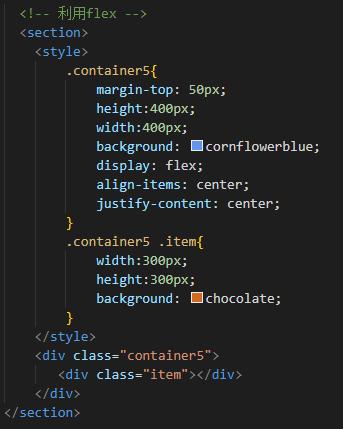 <!-- 利用flex -->
<section>
<style>
.container5{
margin-top: 50px;
height:400px;
width:400px;
background: cornflowerblue;
display: flex;
align-items: center;
justify-content: center;
}
.container5 .item{
width:300px;
height:300px;
background: chocolate;
}
</style>
<div class="container5">
<div class="item"></div>
</div>
</section>